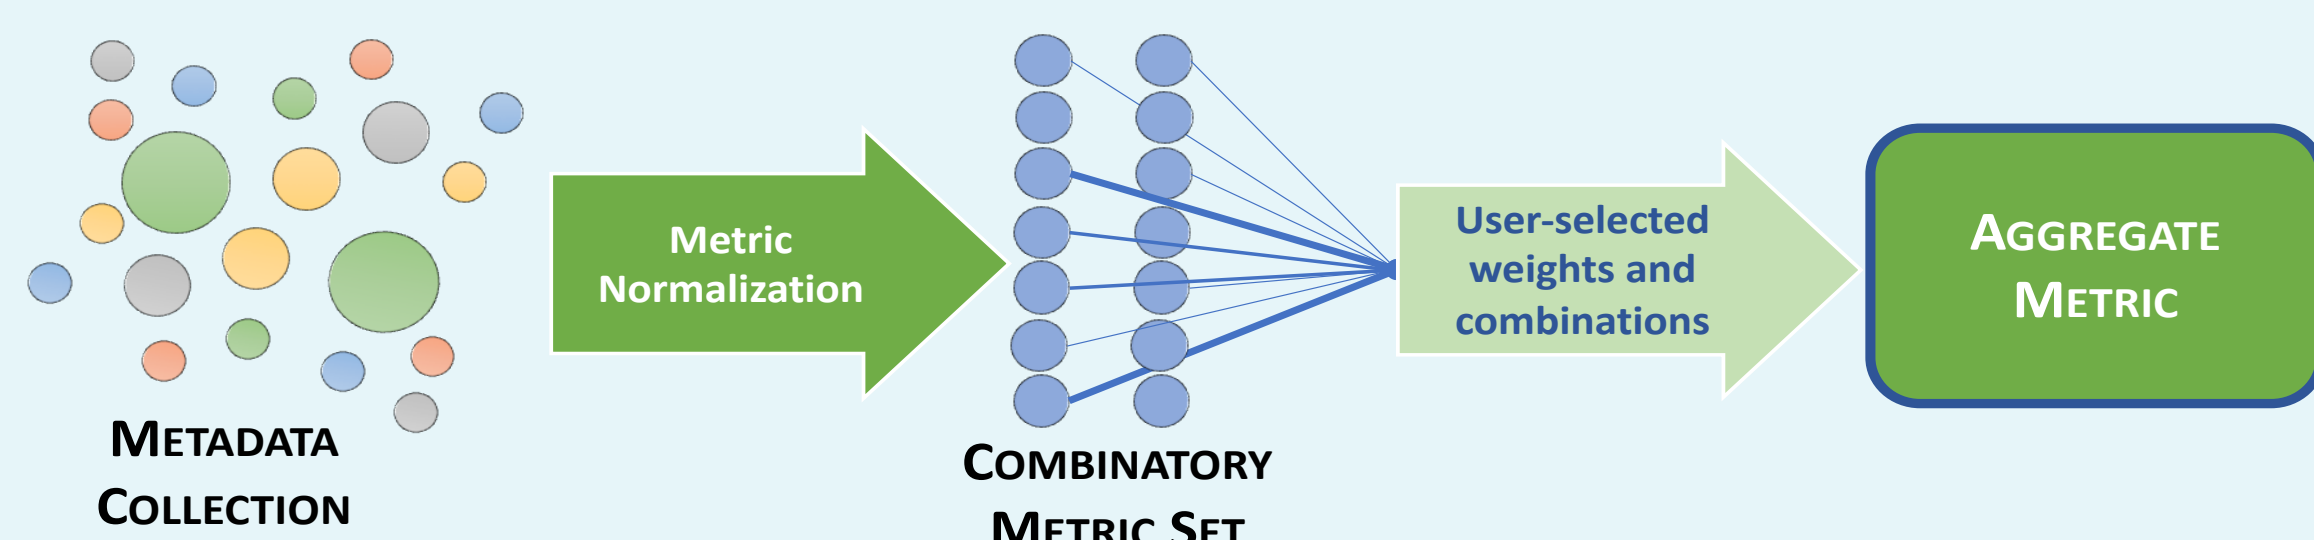 METADATA
COLLECTION
Metric
Normalization
COMBINATORY
METRIC SET
User-selected
weights and
combinations
AGGREGATE
METRIC